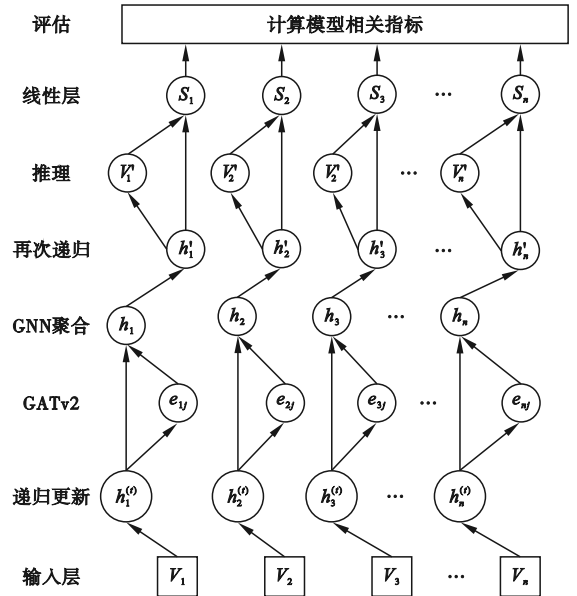 评估 计算模型相关指标
线性层 S₁ S₂ S₃ ··· Sₙ
推理 V'₁ V'₂ V'₂ ··· V'ₙ
再次递归 h'₁ h'₂ h'₃ ··· h'ₙ
GNN聚合 h₁ h₂ h₃ ··· hₙ
GATv2 e₁ⱼ e₂ⱼ e₃ⱼ ··· eₙⱼ
递归更新 h₁⁽ᵗ⁾ h₂⁽ᵗ⁾ h₃⁽ᵗ⁾ ··· hₙ⁽ᵗ⁾
输入层 V₁ V₂ V₃ ··· Vₙ